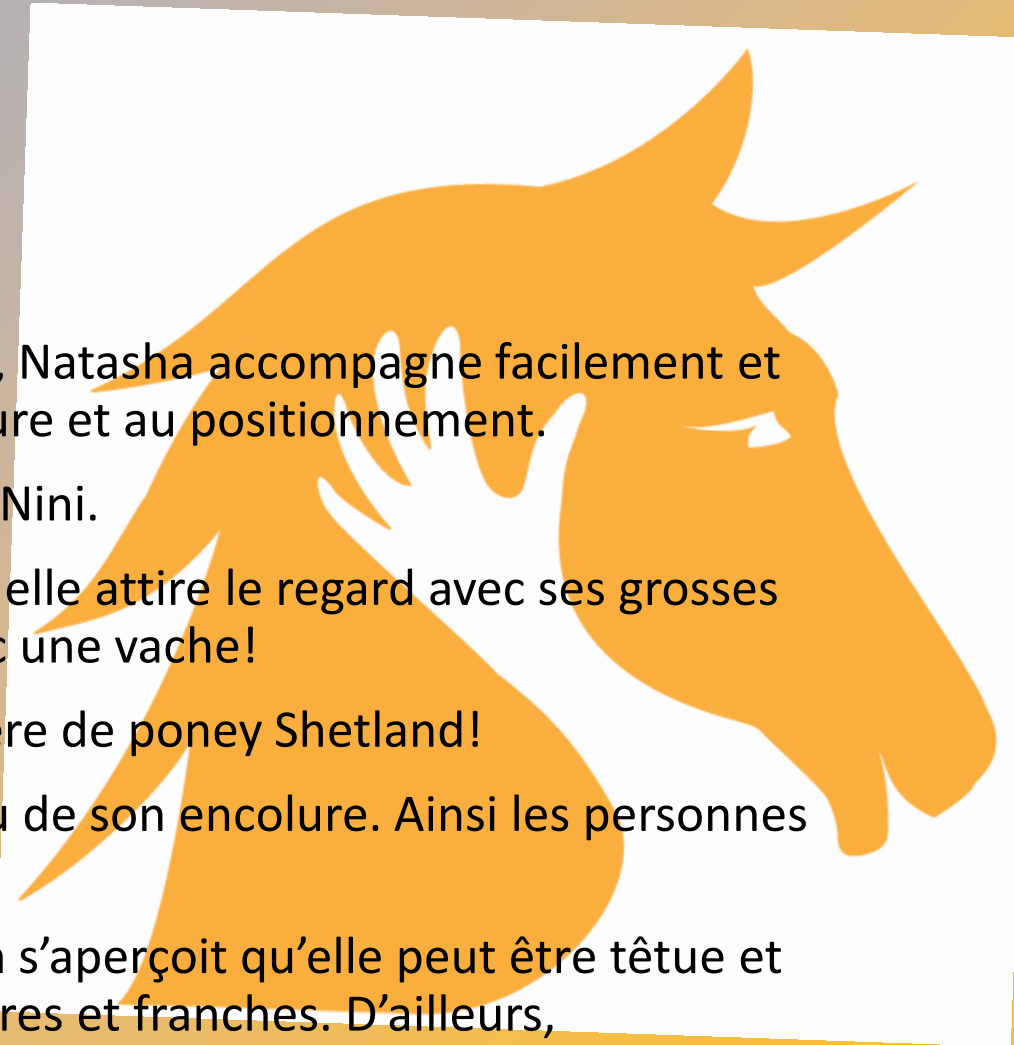 , Natasha accompagne facilement et
ure et au positionnement.
Nini.
elle attire le regard avec ses grosses
c une vache!
ère de poney Shetland!
u de son encolure. Ainsi les personnes
n s’aperçoit qu’elle peut être têtue et
res et franches. D’ailleurs,